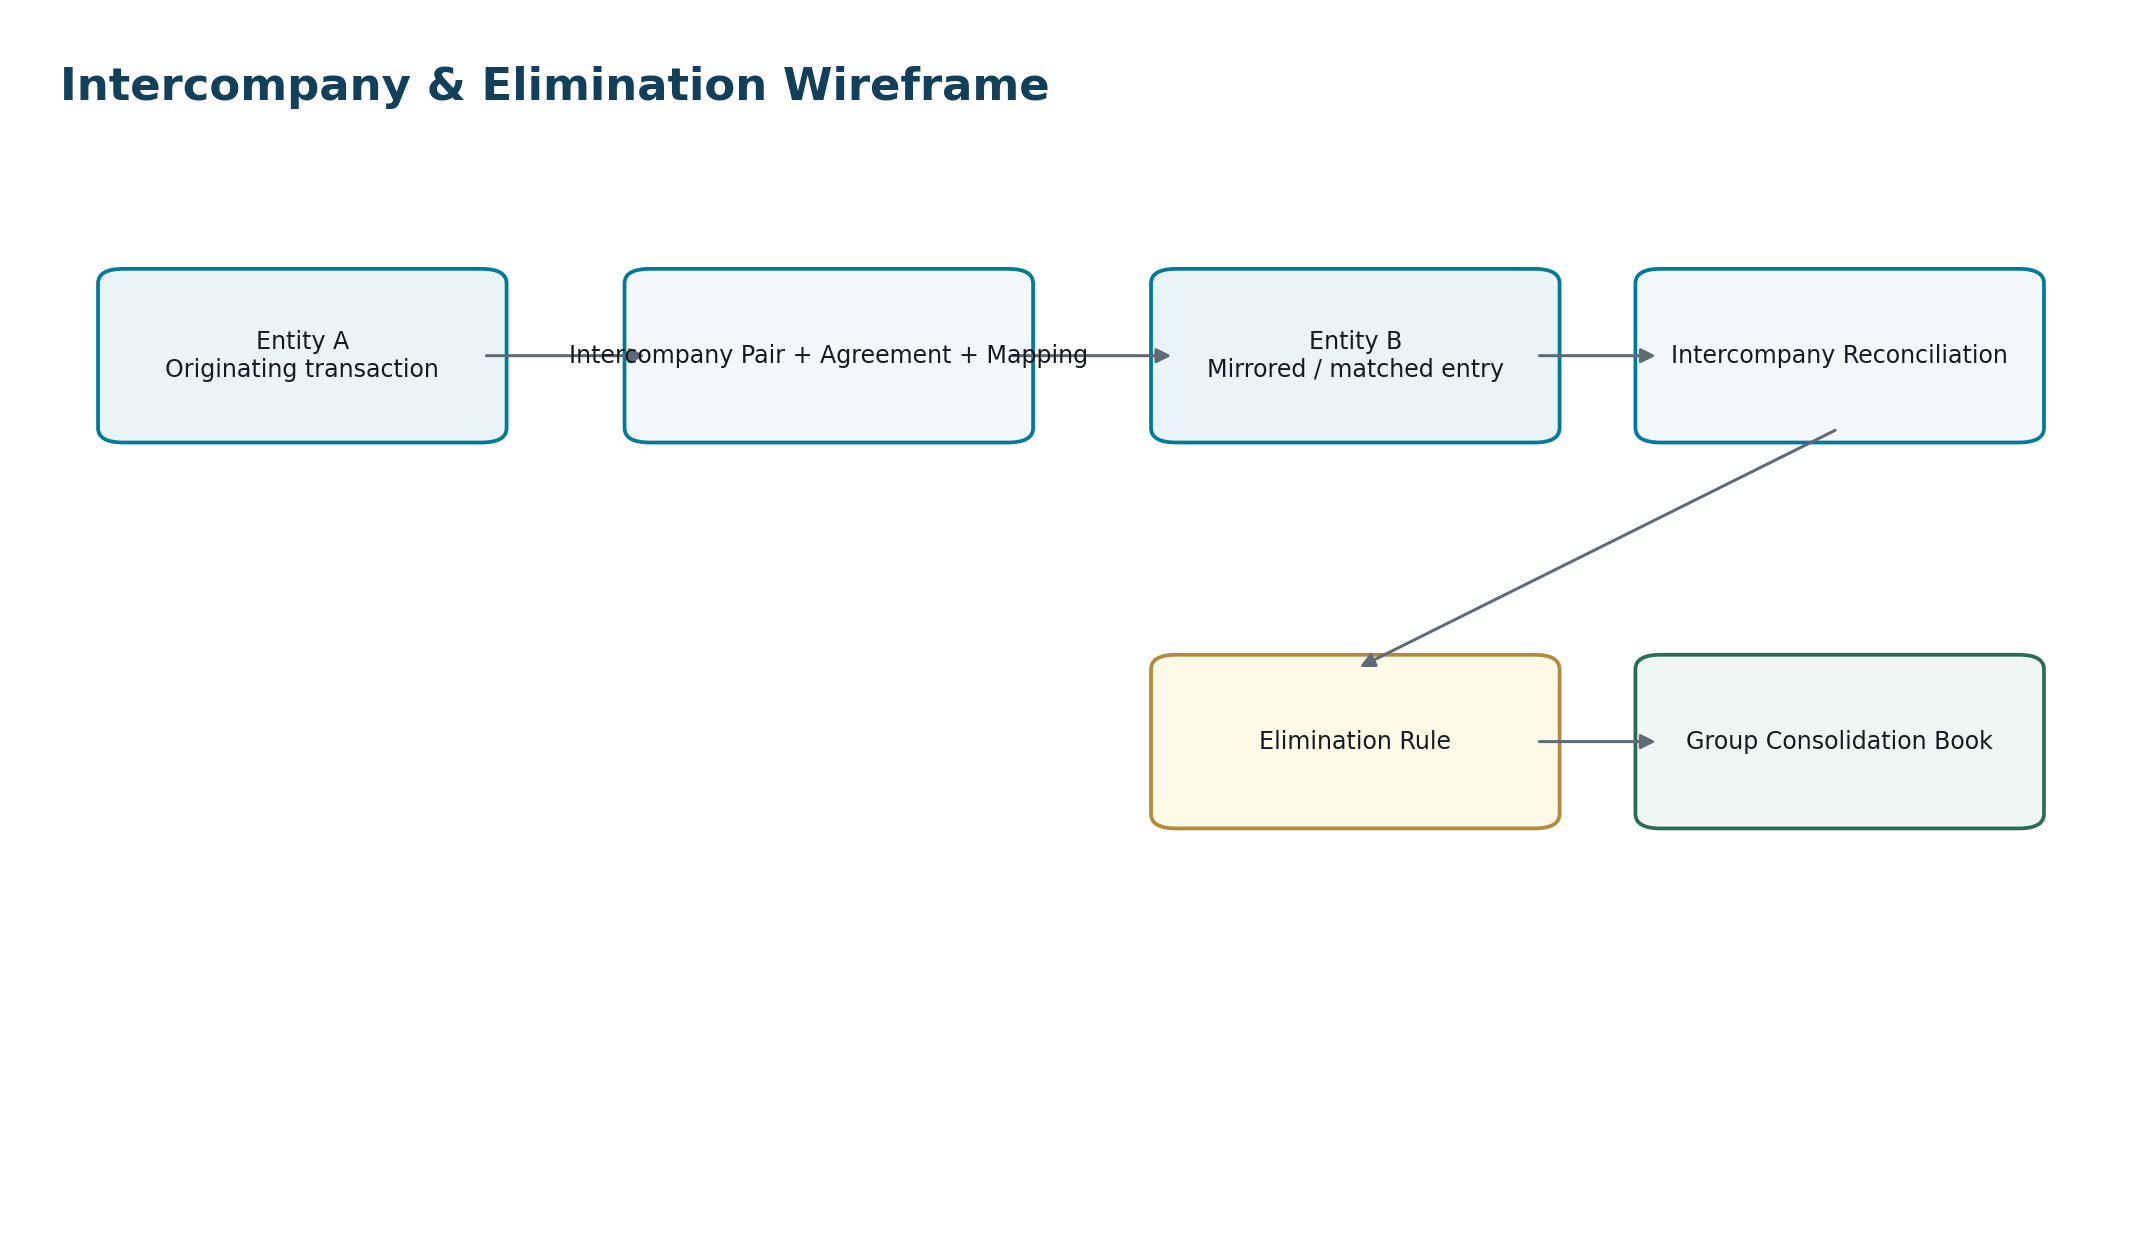 Intercompany & Elimination Wireframe
Entity A
Originating transaction
Intercompany Pair + Agreement + Mapping
Entity B
Mirrored / matched entry
Intercompany Reconciliation
Elimination Rule
Group Consolidation Book